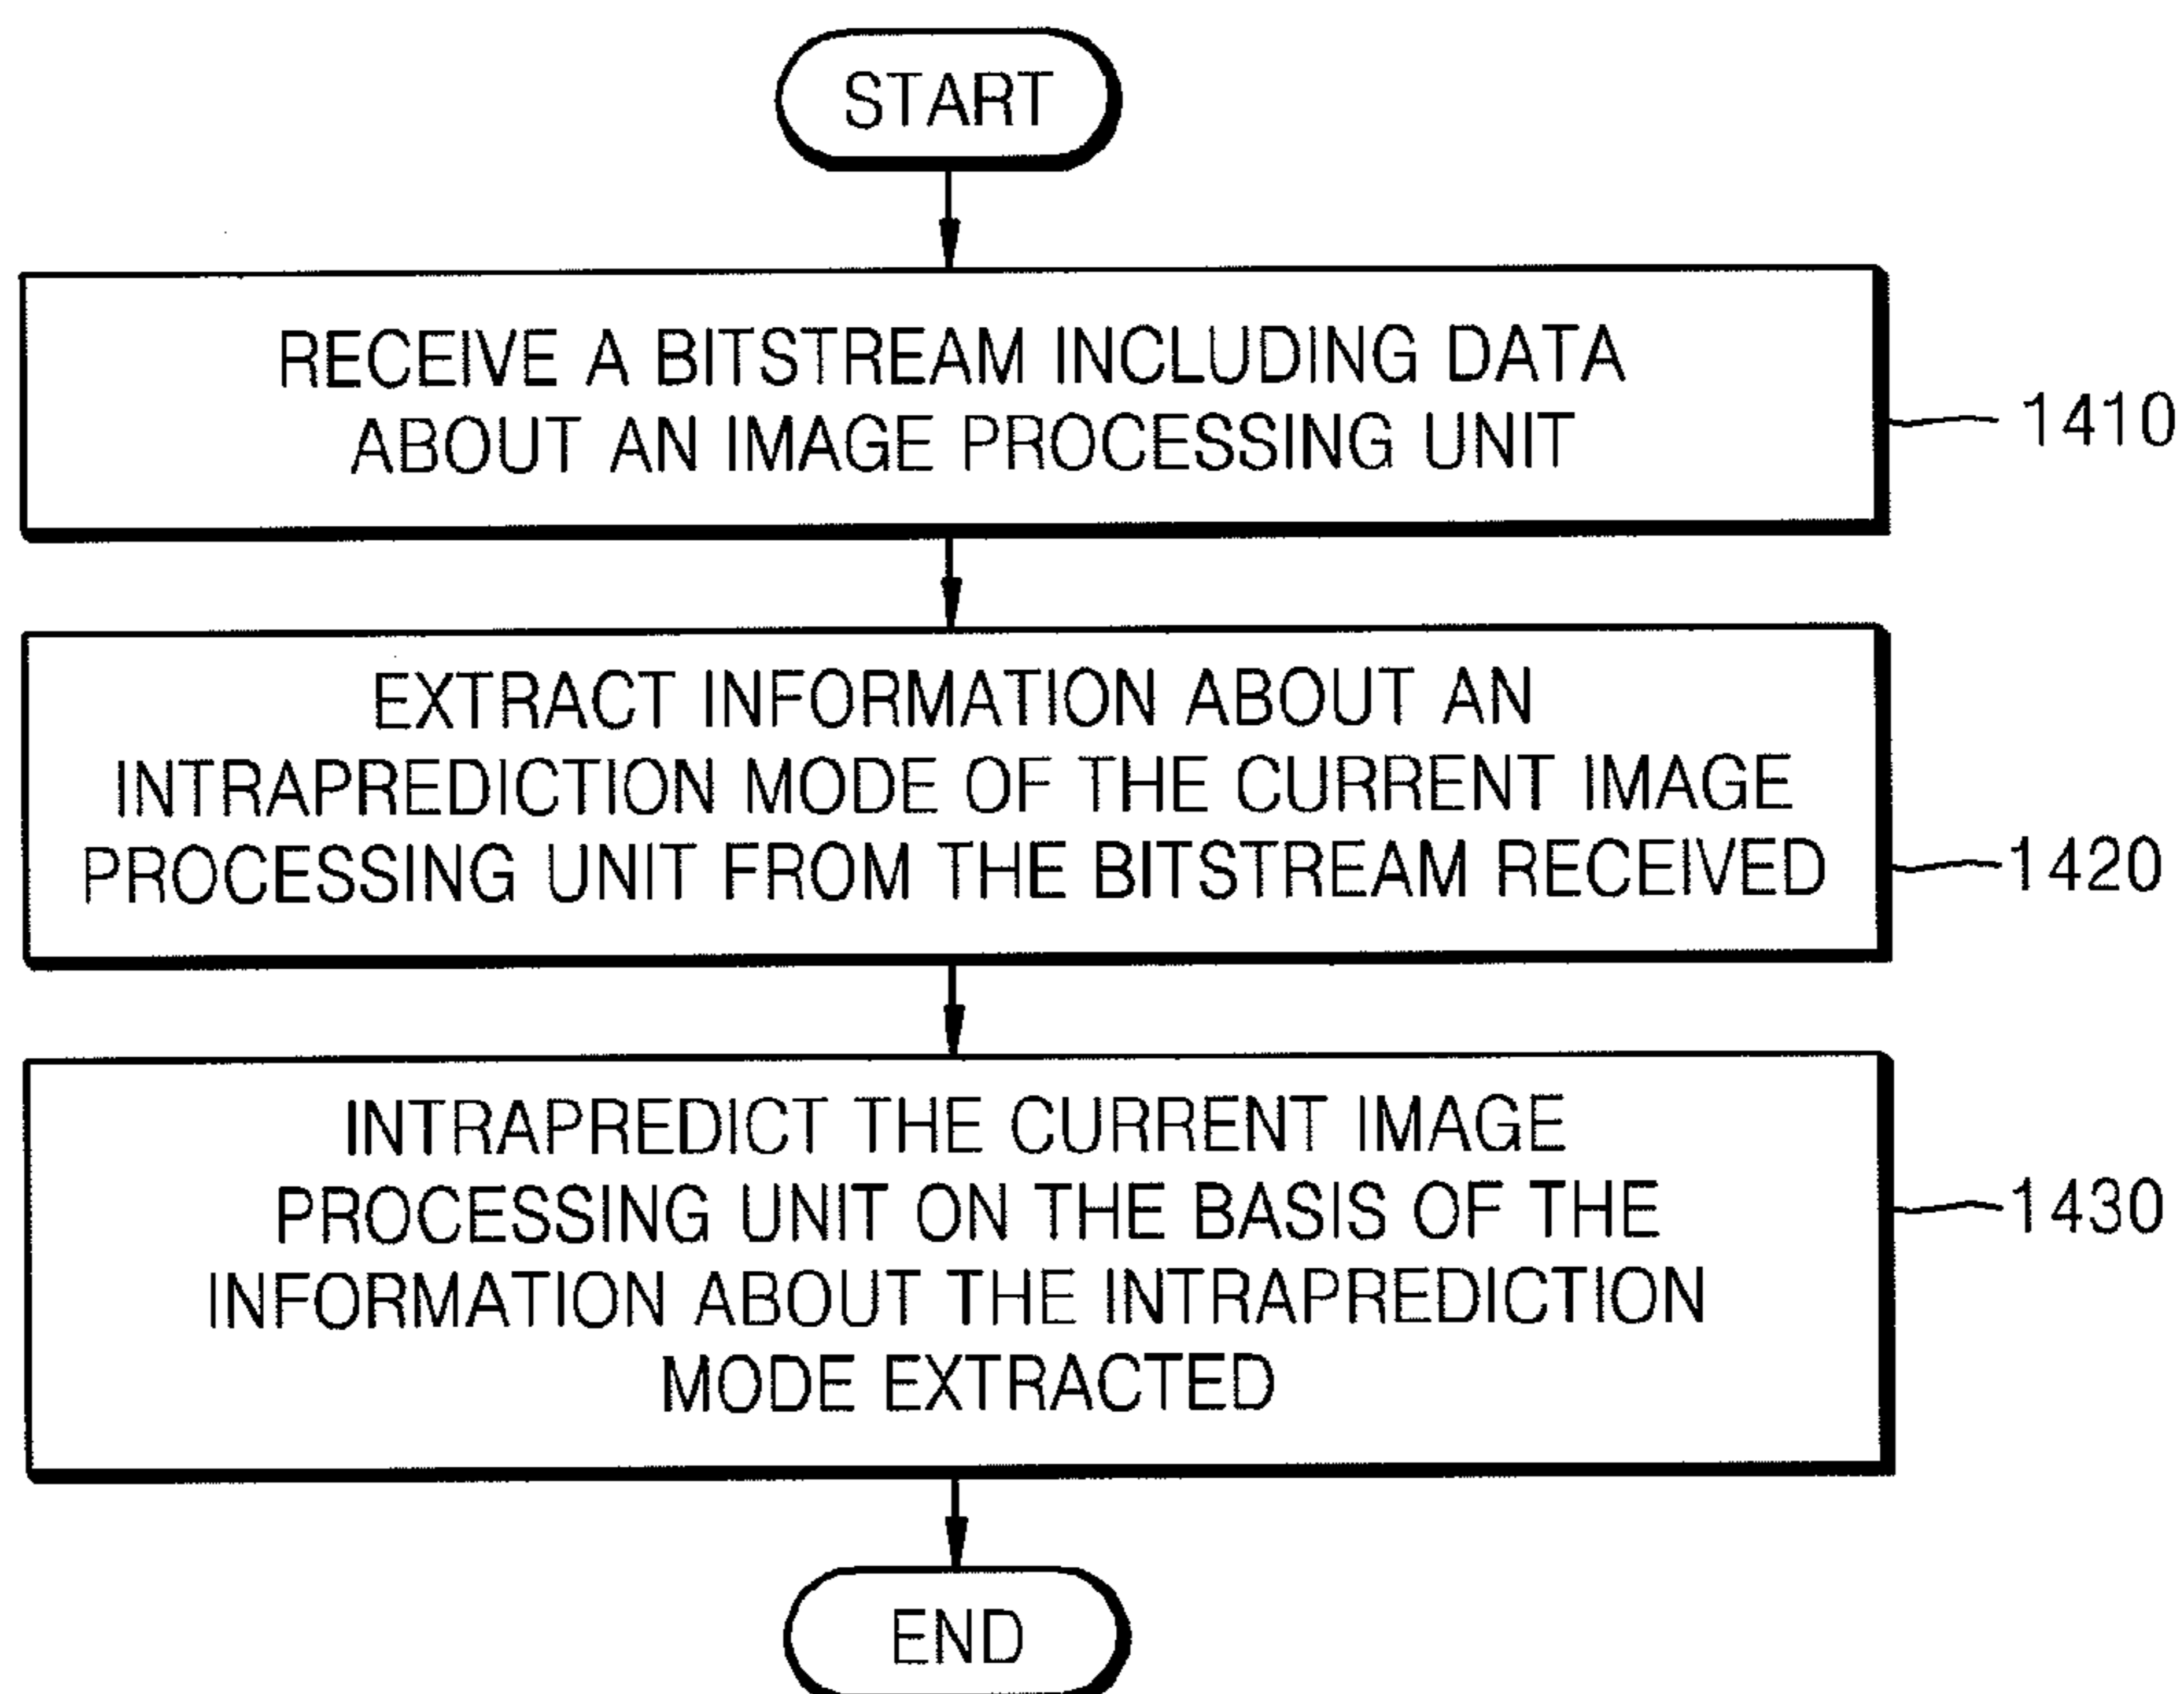 START
RECEIVE A BITSTREAM INCLUDING DATA
ABOUT AN IMAGE PROCESSING UNIT
1410
EXTRACT INFORMATION ABOUT AN
INTRAPREDICTION MODE OF THE CURRENT IMAGE
PROCESSING UNIT FROM THE BITSTREAM RECEIVED
1420
INTRAPREDICT THE CURRENT IMAGE
PROCESSING UNIT ON THE BASIS OF THE
INFORMATION ABOUT THE INTRAPREDICTION
MODE EXTRACTED
1430
END